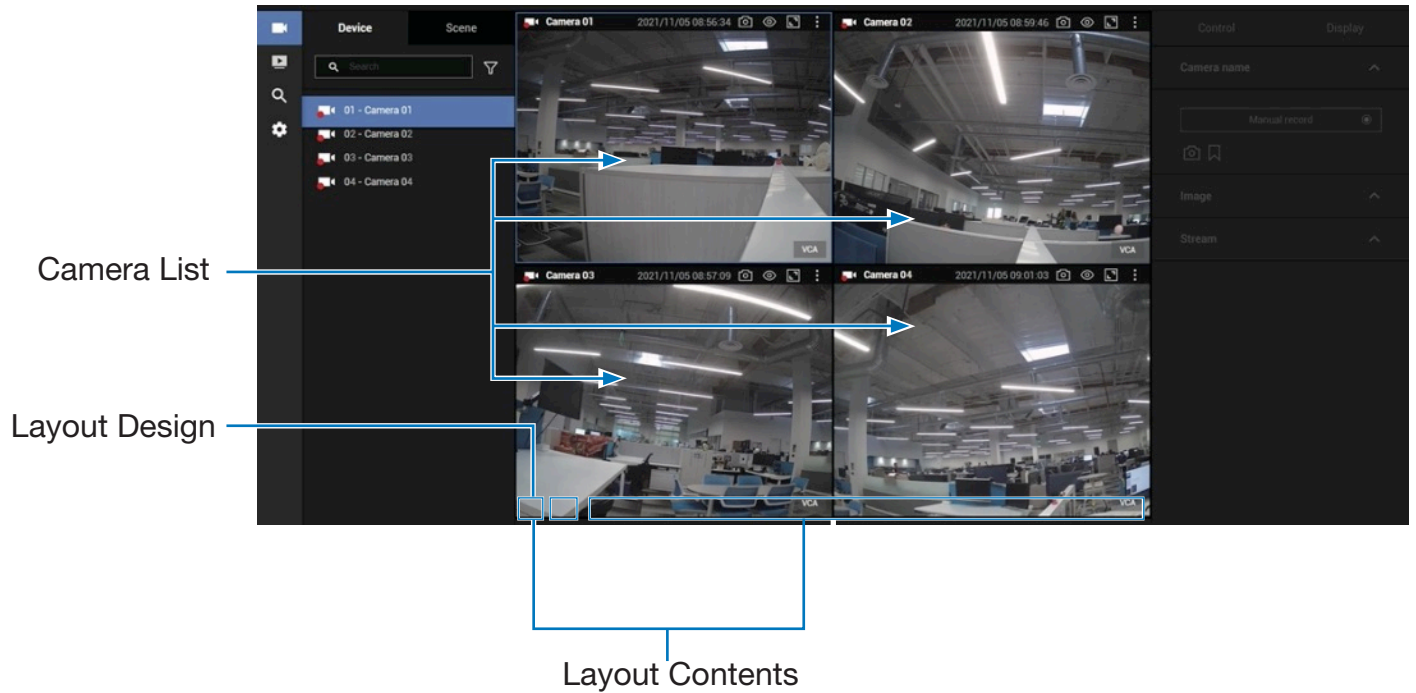 Device
Scene
Search
01 - Camera 01
02 - Camera 02
03 - Camera 03
04 - Camera 04
Camera 01
2021/11/05 08:56:34
VCA
Camera 02
2021/11/05 08:59:46
VCA
Camera 03
2021/11/05 08:57:09
VCA
Camera 04
2021/11/05 09:01:03
VCA
Control
Display
Camera name
Manual record
Image
Stream
Camera List
Layout Design
Layout Contents